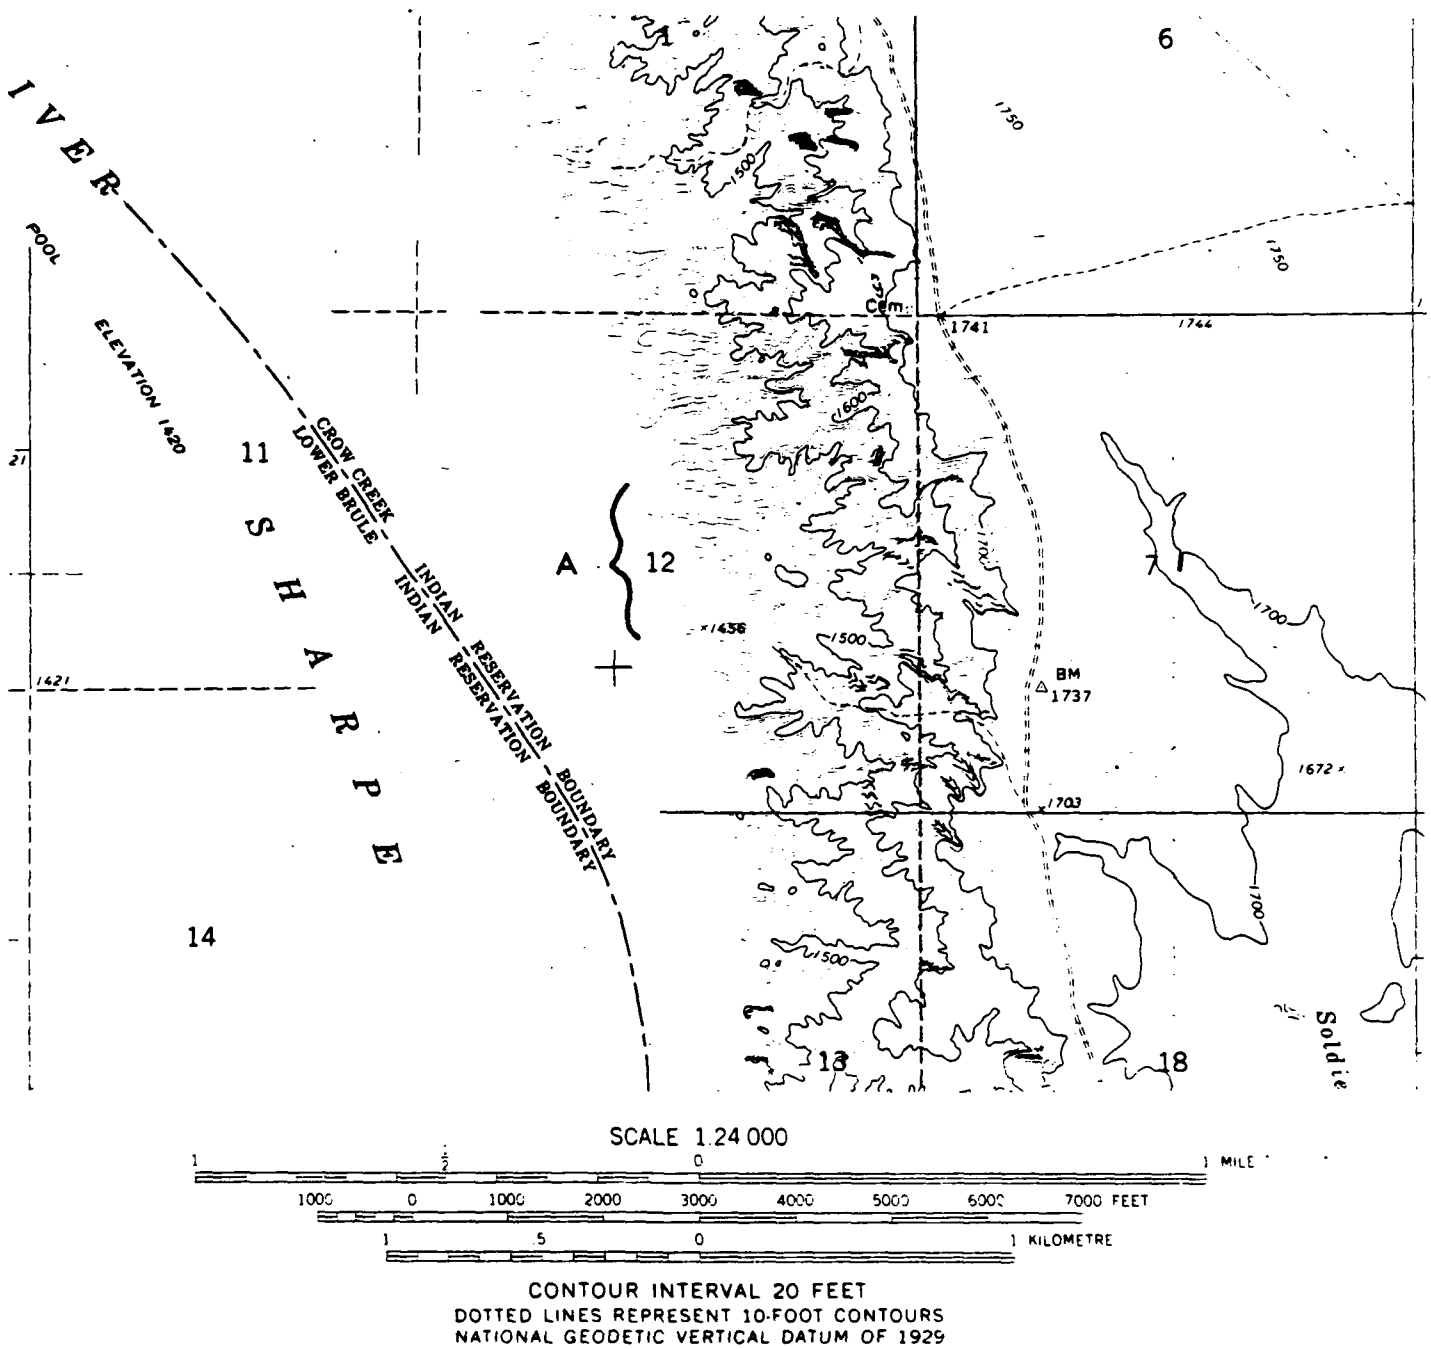 1
6
IVER
1750
1500
POOL
1750
Cem
1741
1744
ELEVATION 1420
1600
CROW CREEK INDIAN RESERVATION BOUNDARY
LOWER BRULE INDIAN RESERVATION BOUNDARY
11
21
SHARPE
1700
A
12
7
1700
1456
1500
1421
BM
1737
1672
1703
1700
14
1500
Soldie
13
18
SCALE 1:24 000
1 ½ 0 1 MILE
1000 0 1000 2000 3000 4000 5000 6000 7000 FEET
1 .5 0 1 KILOMETRE
CONTOUR INTERVAL 20 FEET
DOTTED LINES REPRESENT 10-FOOT CONTOURS
NATIONAL GEODETIC VERTICAL DATUM OF 1929